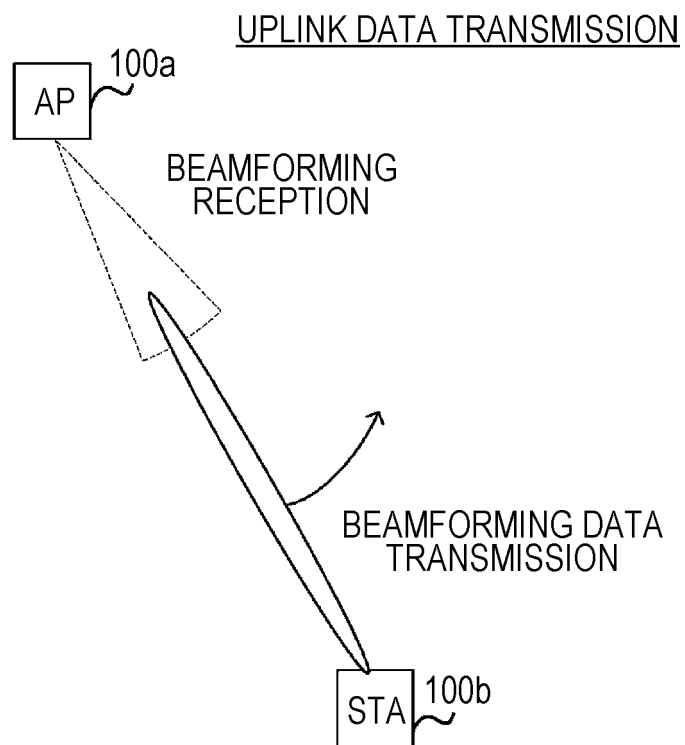 UPLINK DATA TRANSMISSION
100a
AP
BEAMFORMING
RECEPTION
BEAMFORMING DATA
TRANSMISSION
100b
STA